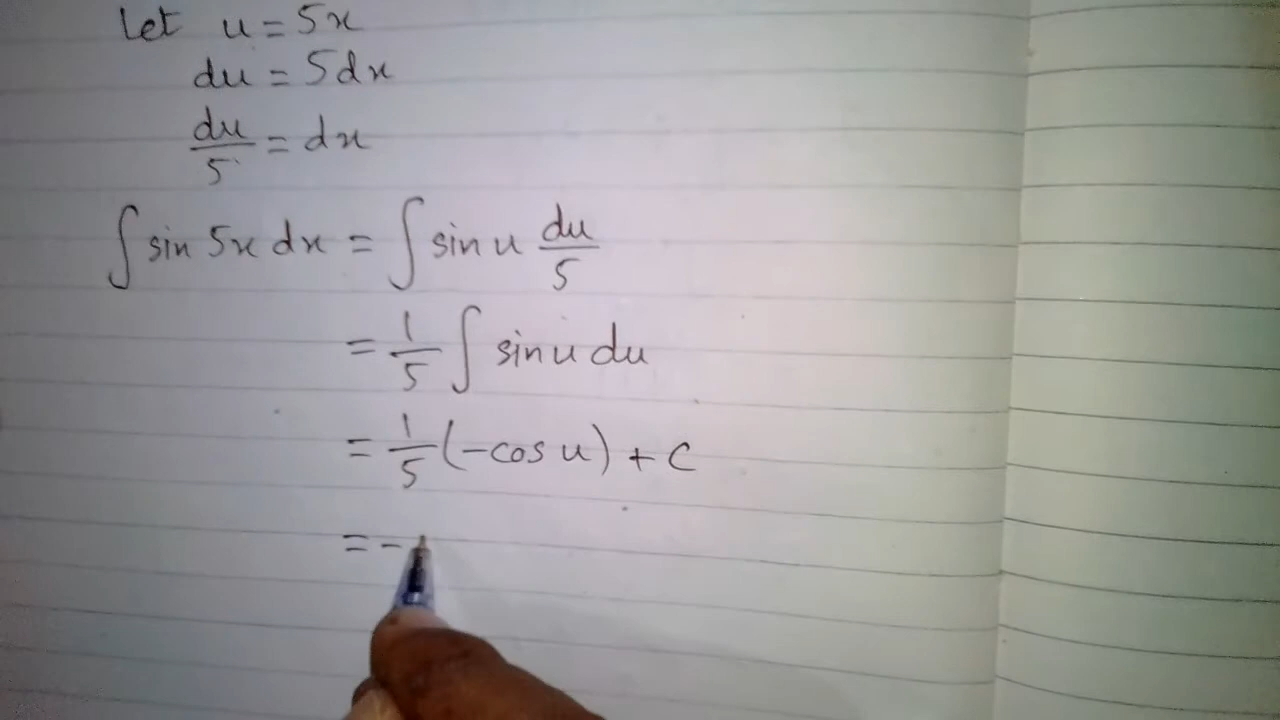 Let u = 5x
du = 5dx
du/5 = dx
∫ sin 5x dx = ∫ sin u du/5
= 1/5 ∫ sin u du
= 1/5 (-cos u) + c
= -